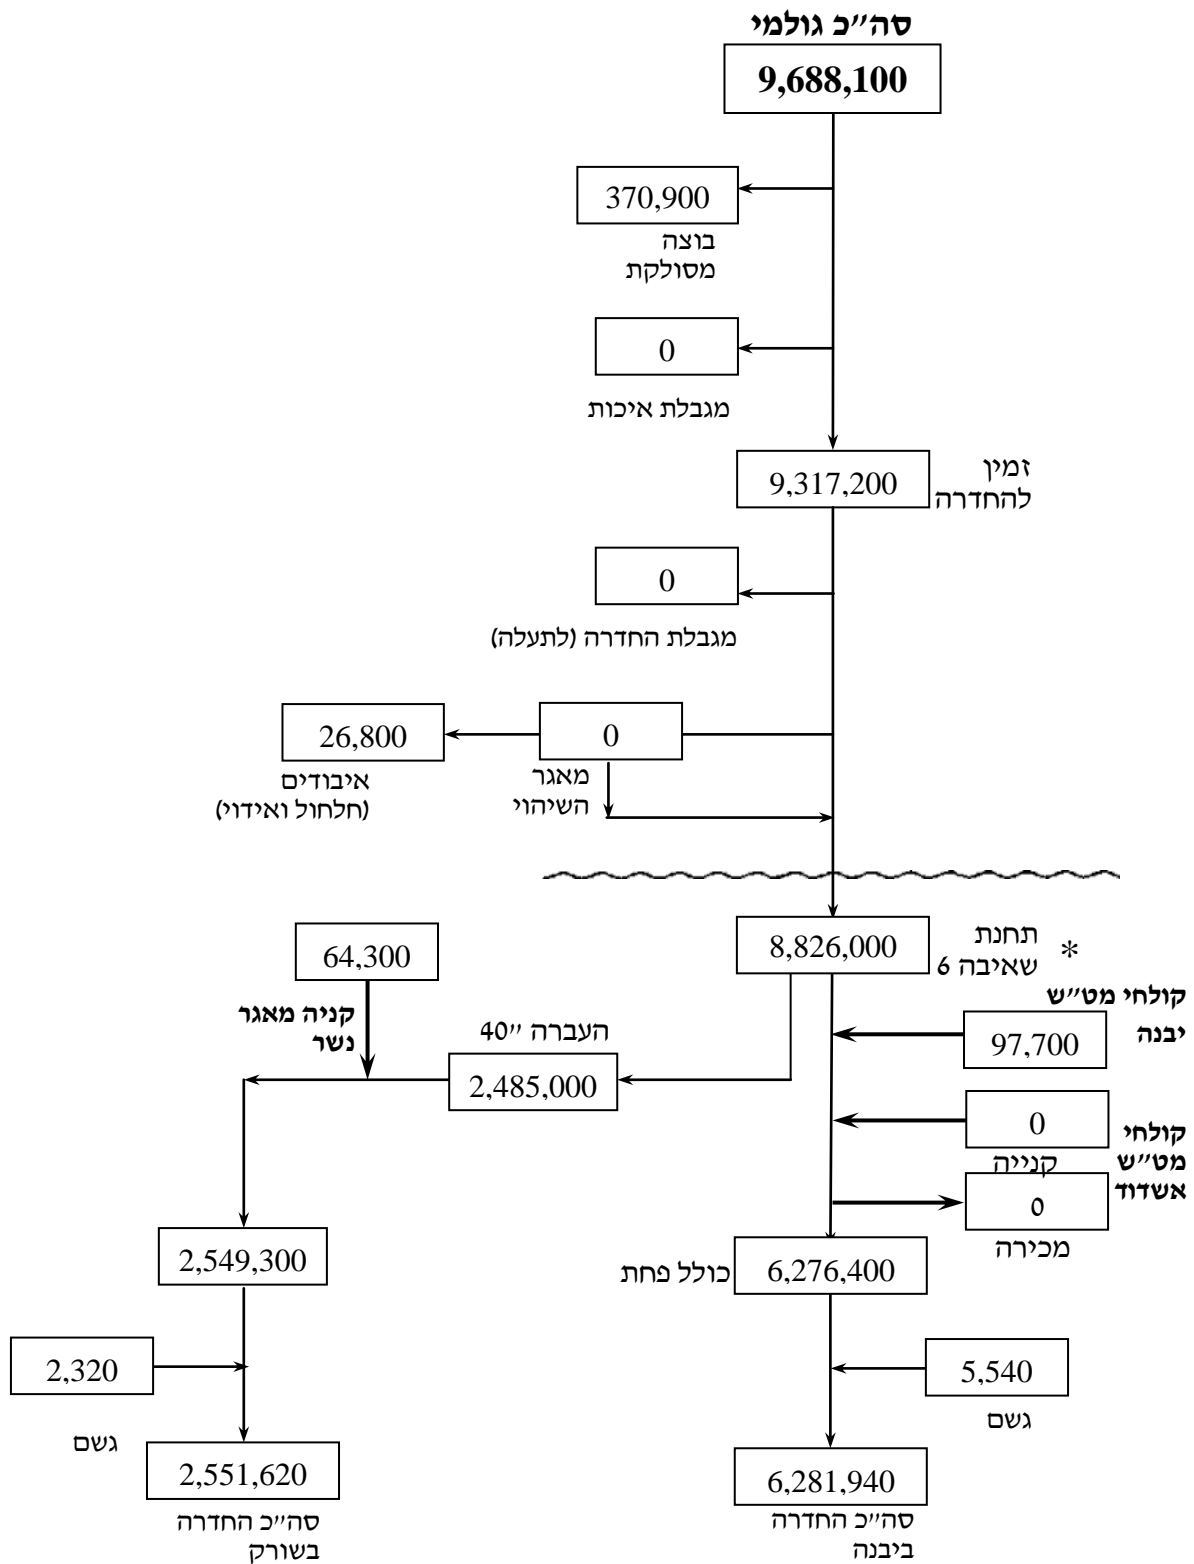 סה״כ גולמי
9,688,100
370,900
בוצה
מסולקת
0
מגבלת איכות
9,317,200
זמין
להחדרה
0
מגבלת החדרה (לתעלה)
0
מאגר
השיהוי
26,800
איבודים
(חלחול ואידוי)
8,826,000
תחנת
שאיבה 6
*
קולחי מט״ש
יבנה
97,700
64,300
קניה מאגר
נשר
העברה 40״
2,485,000
0
קנייה
קולחי
מט״ש
אשדוד
0
מכירה
2,549,300
6,276,400
כולל פחת
2,320
גשם
5,540
גשם
2,551,620
סה״כ החדרה
בשורק
6,281,940
סה״כ החדרה
ביבנה